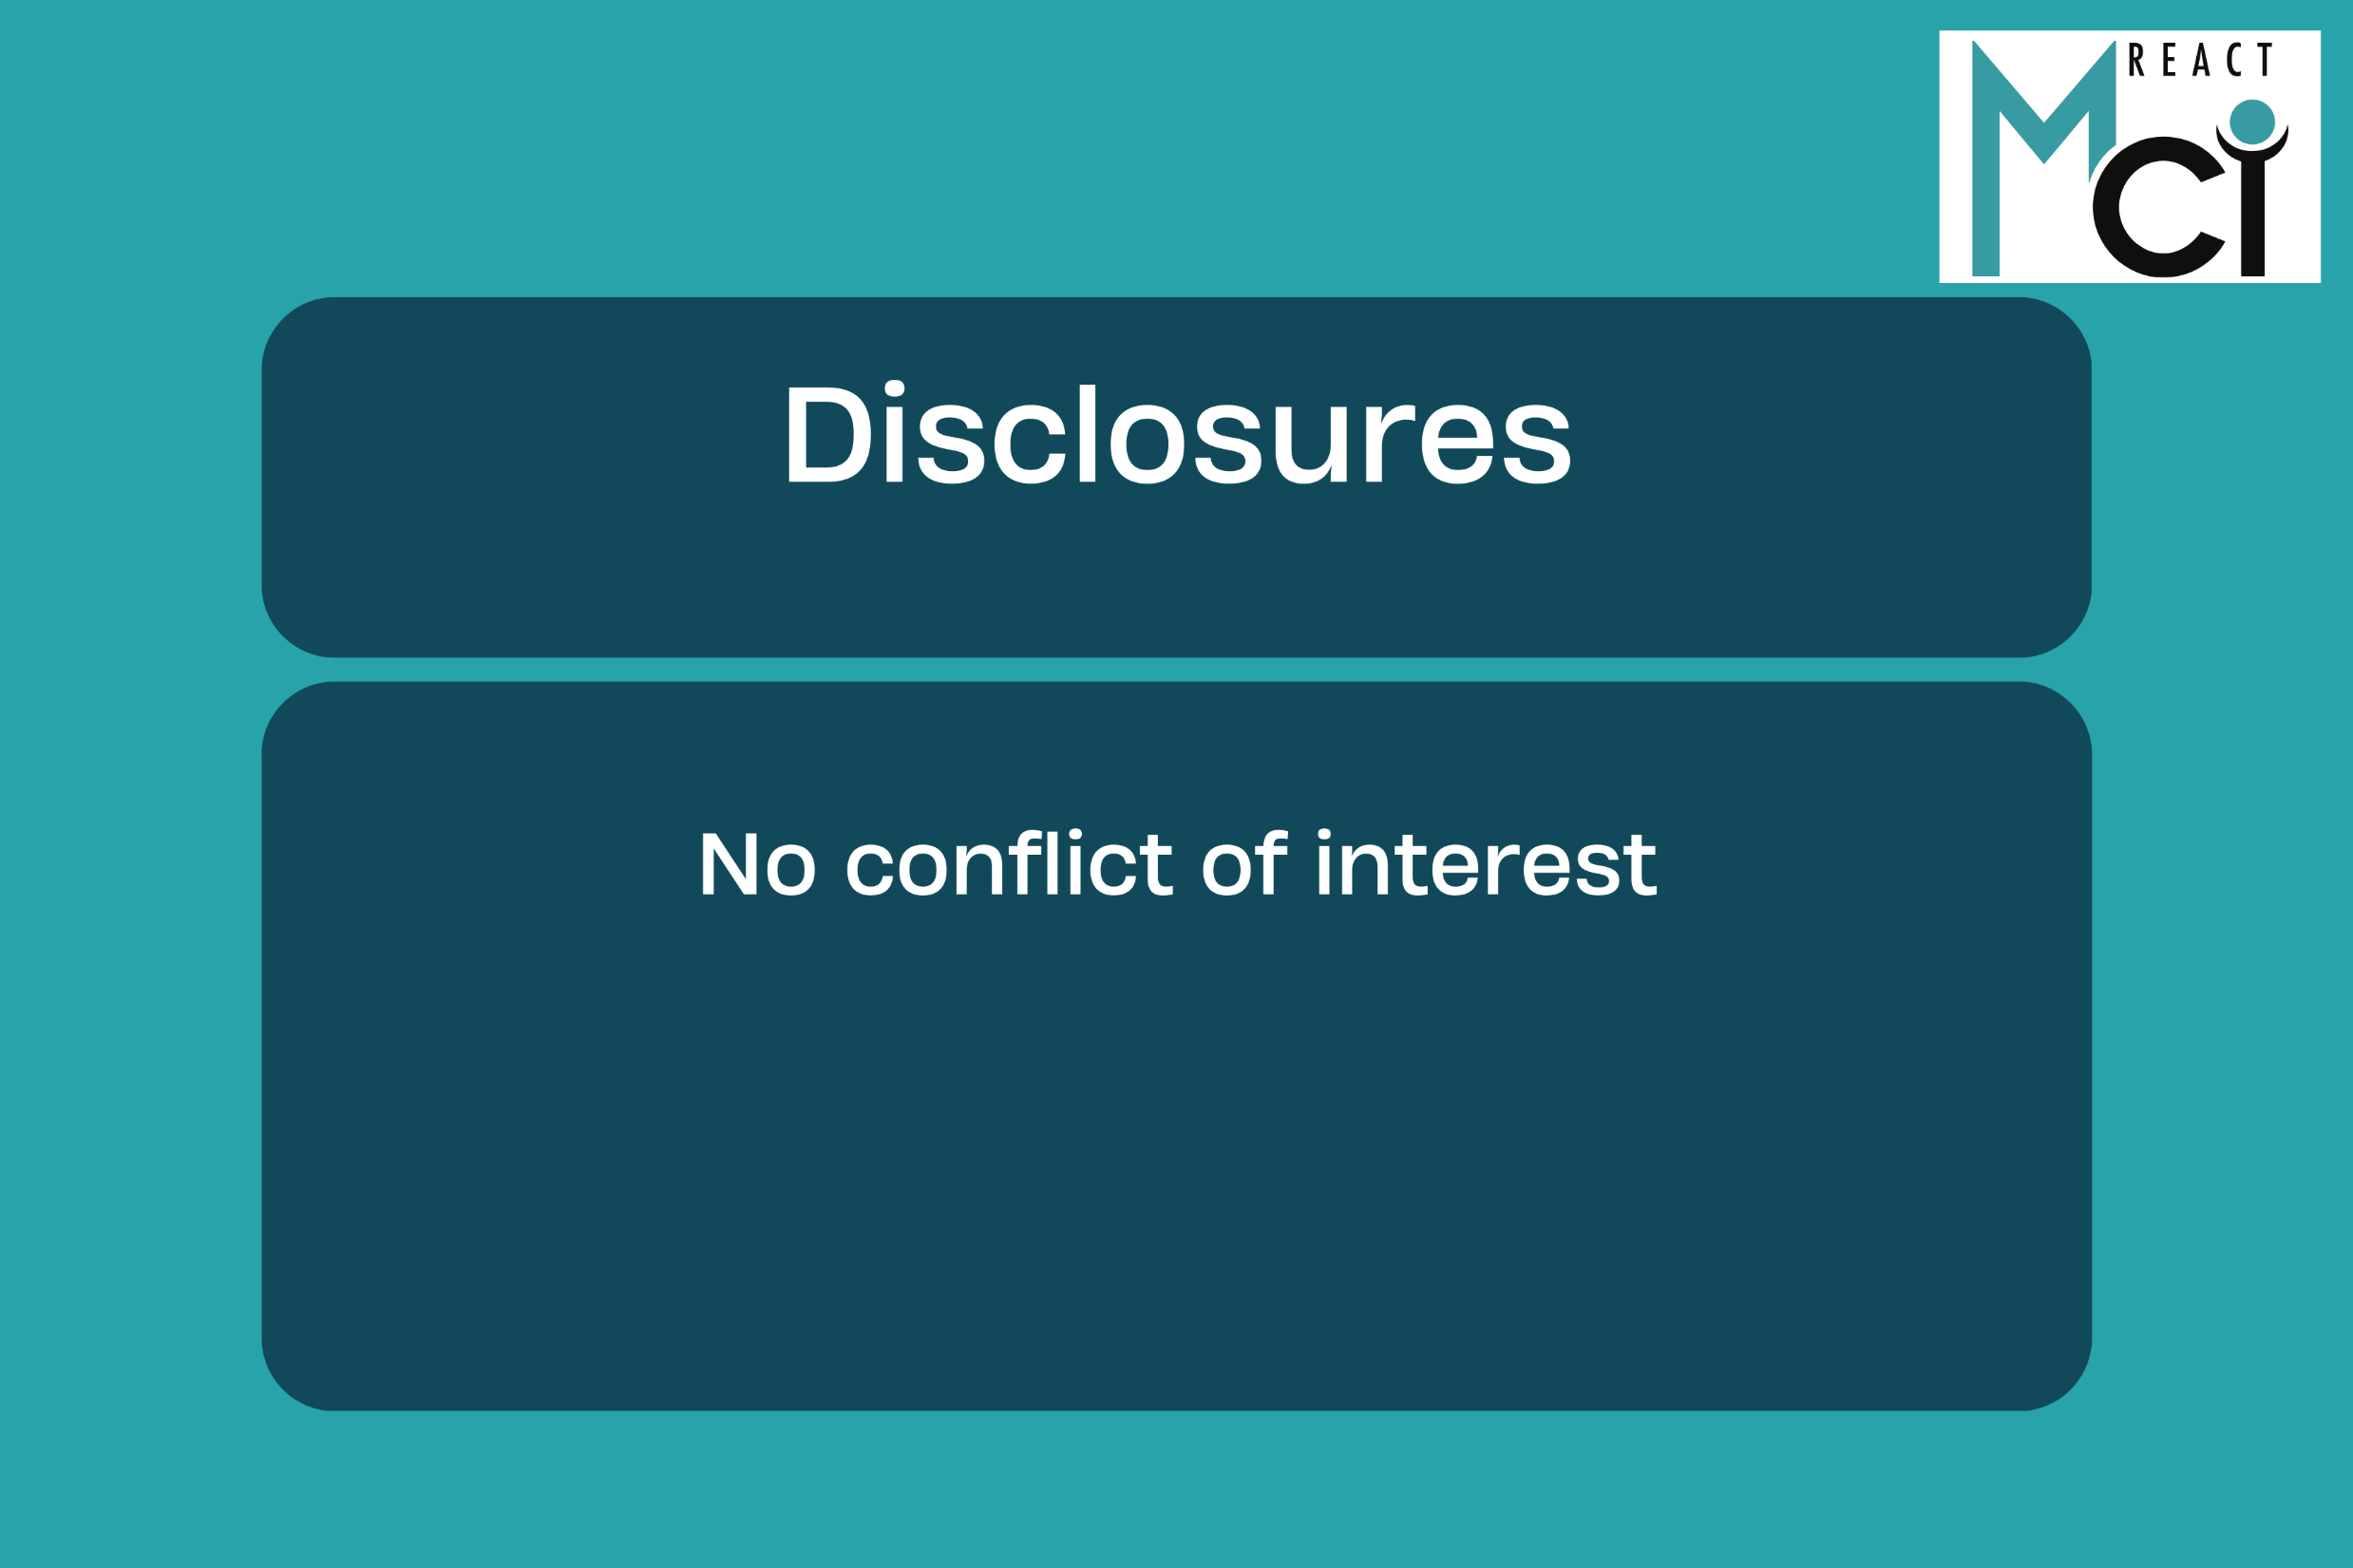 REACT
MCi
Disclosures
No conflict of interest